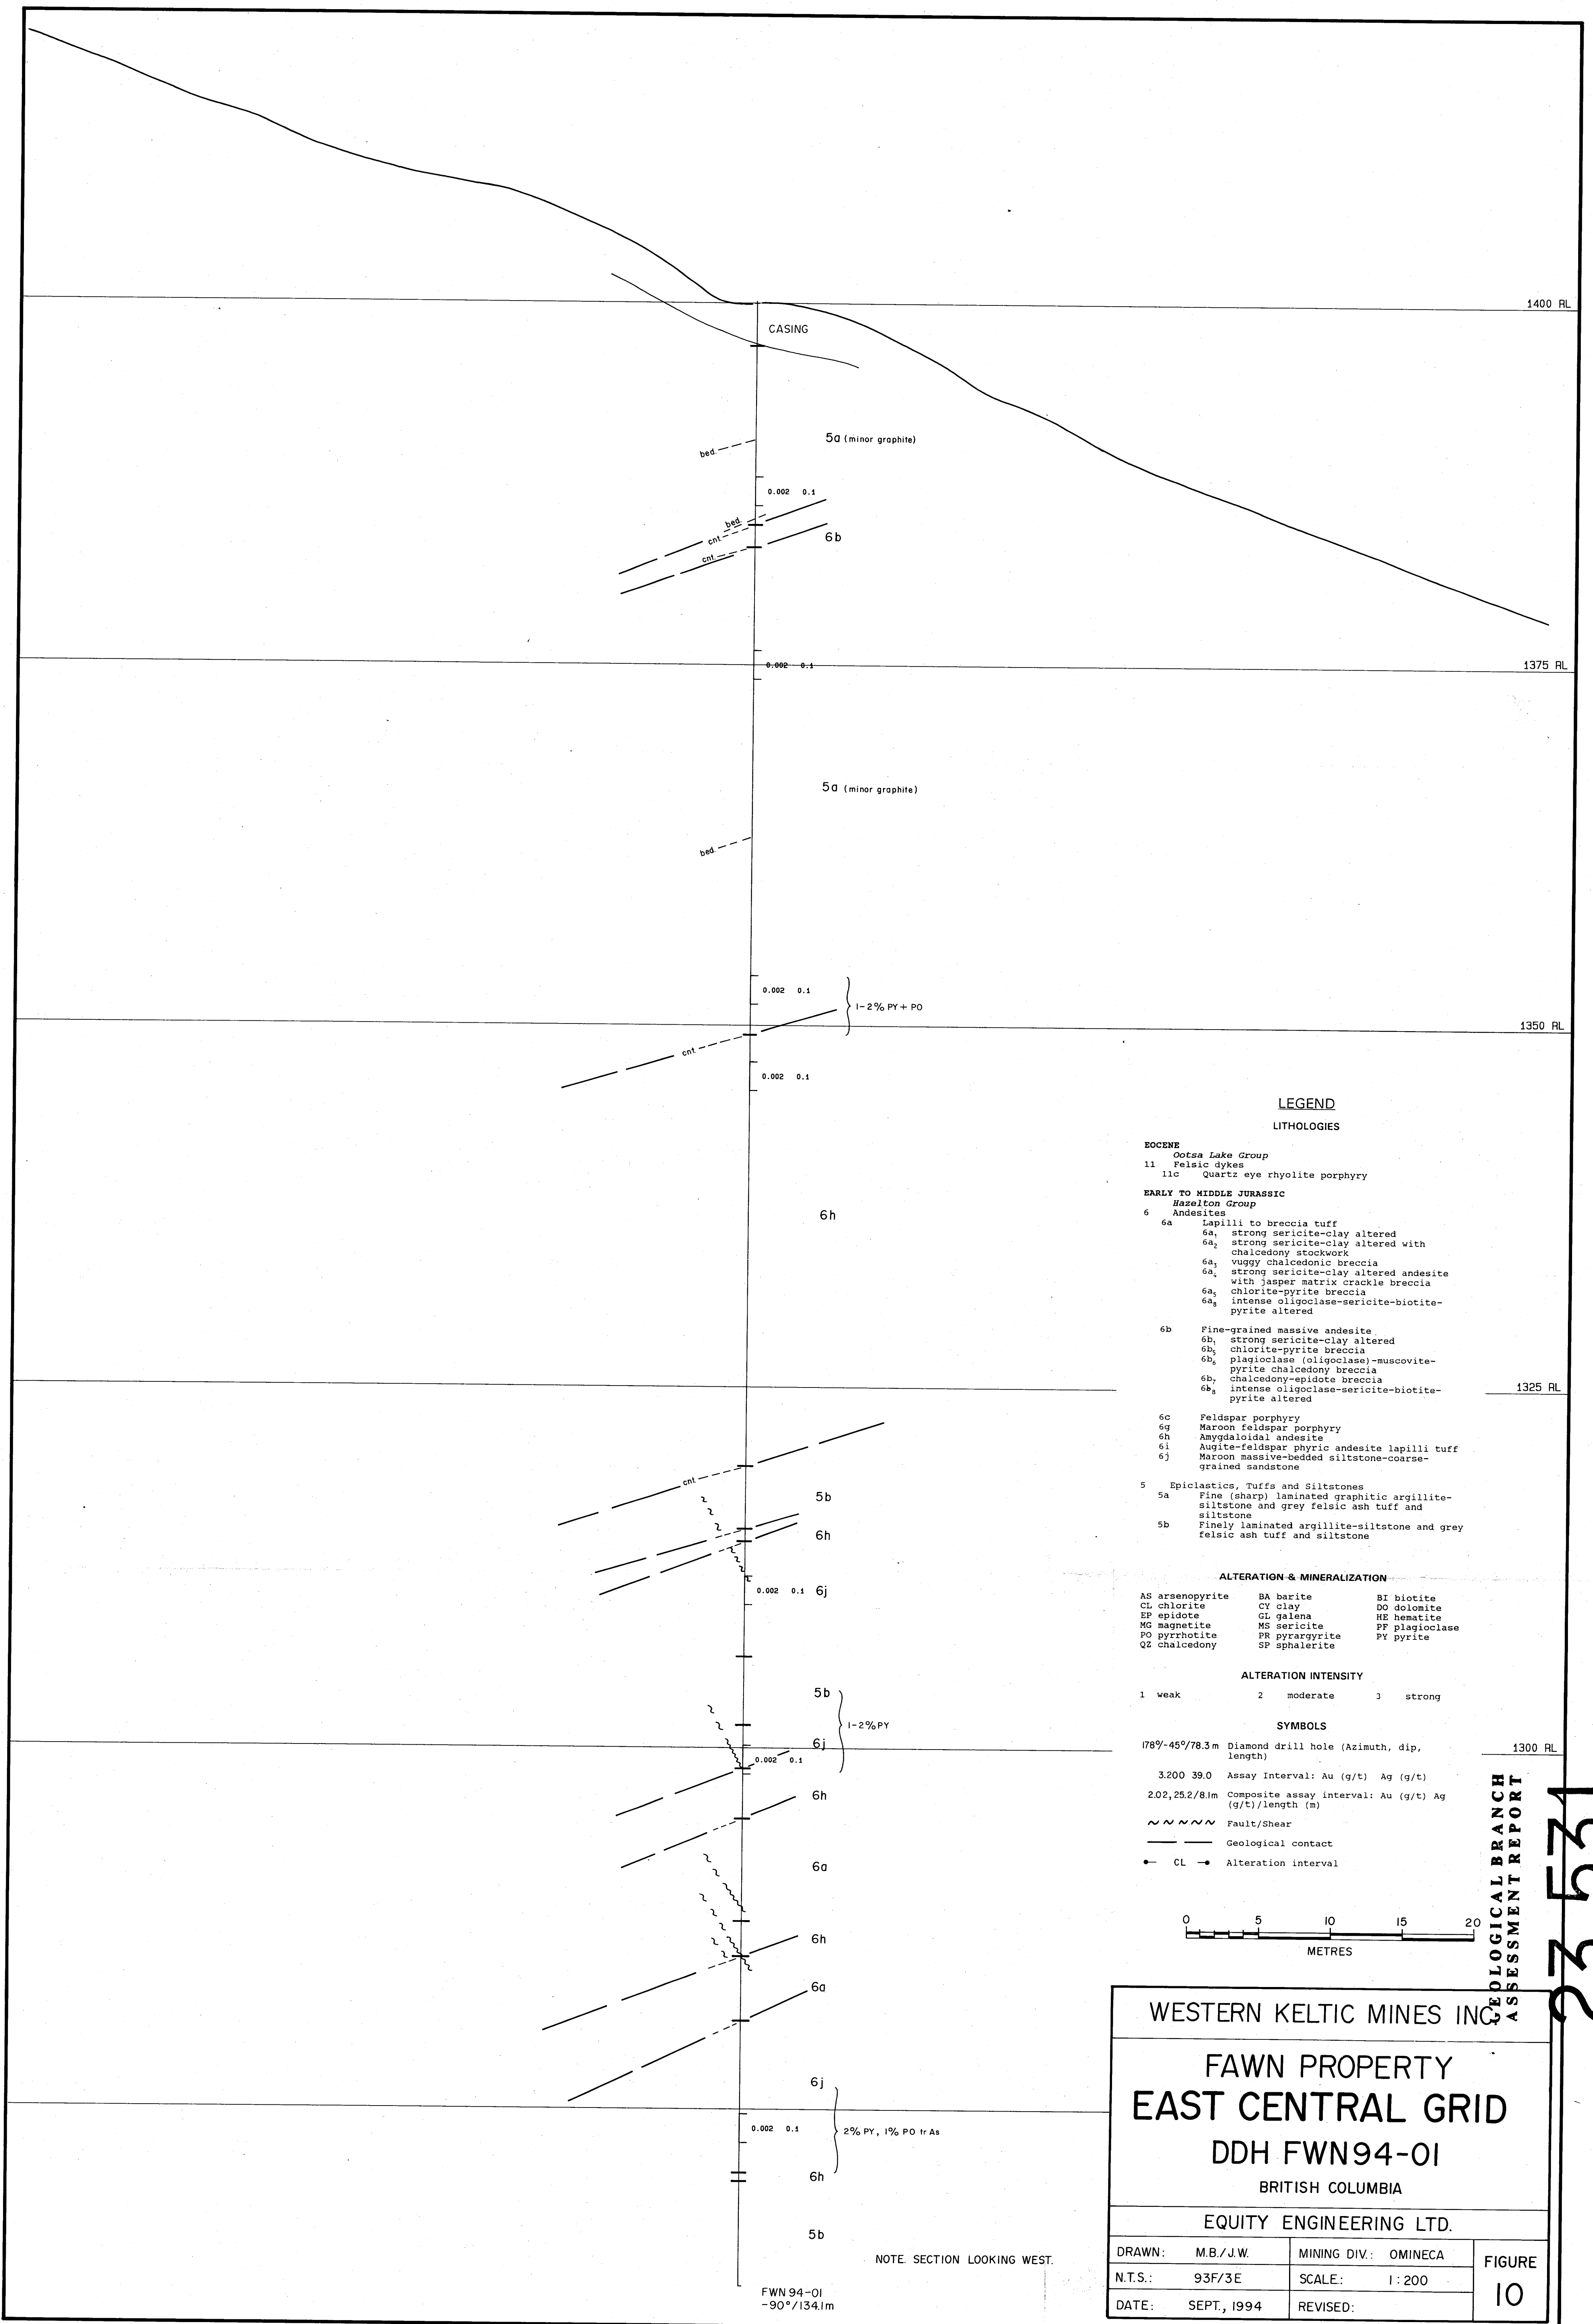 1400 RL
CASING
5a (minor graphite)
bed.
0.002 0.1
bed.
cnt.
6b
cnt.
0.002 0.1
1375 RL
5a (minor graphite)
bed.
0.002 0.1
1-2% PY + PO
1350 RL
cnt.
0.002 0.1
6h
1325 RL
cnt.
5b
6h
0.002 0.1 6j
5b
1-2% PY
6j
0.002 0.1
1300 RL
6h
6a
6h
6a
6j
0.002 0.1
2% PY, 1% PO tr As
6h
5b
NOTE. SECTION LOOKING WEST.
FWN 94-01
-90°/134.1m
LEGEND
LITHOLOGIES
EOCENE
Ootsa Lake Group
11 Felsic dykes
11c Quartz eye rhyolite porphyry
EARLY TO MIDDLE JURASSIC
Hazelton Group
6 Andesites
6a Lapilli to breccia tuff
6a1 strong sericite-clay altered
6a2 strong sericite-clay altered with
chalcedony stockwork
6a3 vuggy chalcedonic breccia
strong sericite-clay altered andesite
with jasper matrix crackle breccia
6a5 chlorite-pyrite breccia
6a8 intense oligoclase-sericite-biotite-
pyrite altered
6b Fine-grained massive andesite
6b1 strong sericite-clay altered
6b5 chlorite-pyrite breccia
6b6 plagioclase (oligoclase)-muscovite-
pyrite chalcedony breccia
6b7 chalcedony-epidote breccia
6b8 intense oligoclase-sericite-biotite-
pyrite altered
6c Feldspar porphyry
6g Maroon feldspar porphyry
6h Amygdaloidal andesite
6i Augite-feldspar phyric andesite lapilli tuff
6j Maroon massive-bedded siltstone-coarse-
grained sandstone
5 Epiclastics, Tuffs and Siltstones
5a Fine (sharp) laminated graphitic argillite-
siltstone and grey felsic ash tuff and
siltstone
5b Finely laminated argillite-siltstone and grey
felsic ash tuff and siltstone
ALTERATION & MINERALIZATION
AS arsenopyrite BA barite BI biotite
CL chlorite CY clay DO dolomite
EP epidote GL galena HE hematite
MG magnetite MS sericite PF plagioclase
PO pyrrhotite PR pyrargyrite PY pyrite
QZ chalcedony SP sphalerite
ALTERATION INTENSITY
1 weak 2 moderate 3 strong
SYMBOLS
178°/-45°/78.3 m Diamond drill hole (Azimuth, dip,
length)
3.200 39.0 Assay Interval: Au (g/t) Ag (g/t)
2.02, 25.2/8.1m Composite assay interval: Au (g/t) Ag
(g/t)/length (m)
Fault/Shear
Geological contact
CL Alteration interval
0 5 10 15 20
METRES
GEOLOGICAL BRANCH
ASSESSMENT REPORT
23,531
WESTERN KELTIC MINES INC.
FAWN PROPERTY
EAST CENTRAL GRID
DDH FWN94-01
BRITISH COLUMBIA
EQUITY ENGINEERING LTD.
DRAWN: M.B./J.W. MINING DIV.: OMINECA
N.T.S.: 93F/3E SCALE: 1:200
DATE: SEPT., 1994 REVISED:
FIGURE
10